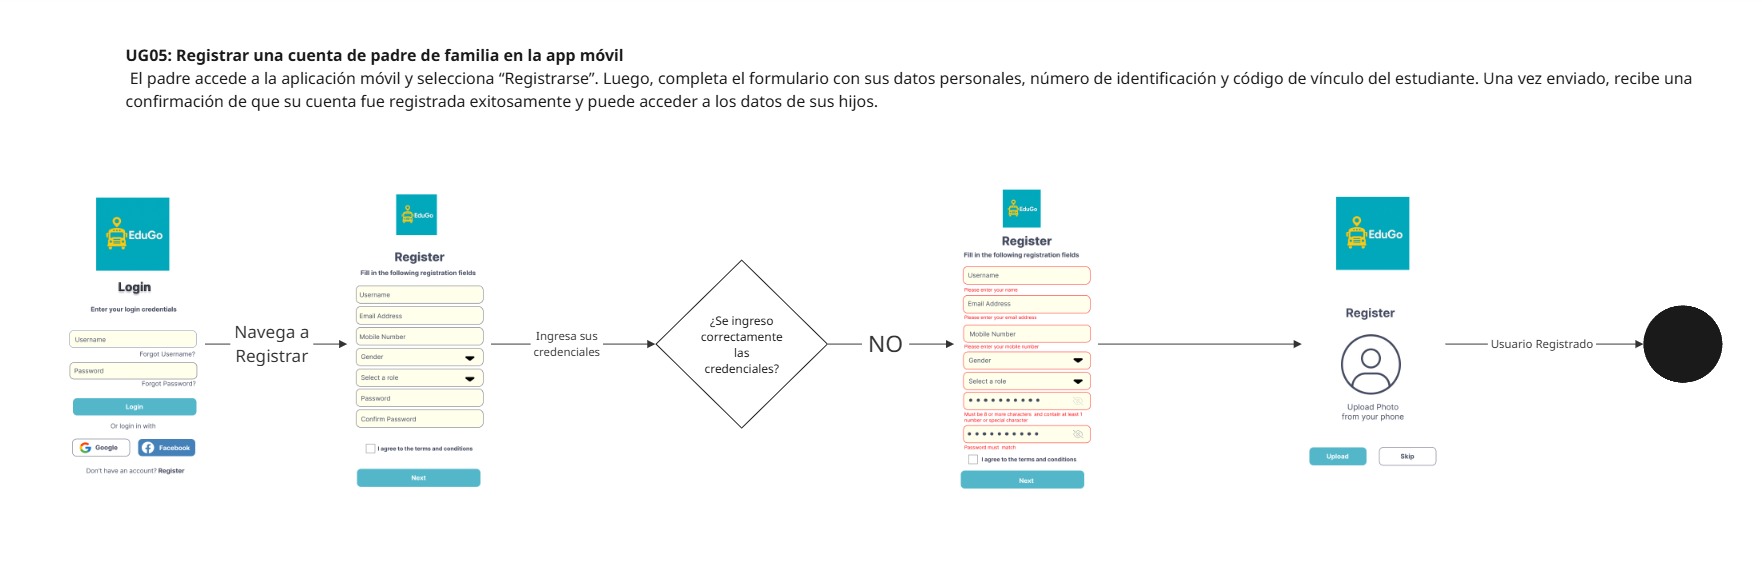 UG05: Registrar una cuenta de padre de familia en la app móvil
El padre accede a la aplicación móvil y selecciona “Registrarse”. Luego, completa el formulario con sus datos personales, número de identificación y código de vínculo del estudiante. Una vez enviado, recibe una
confirmación de que su cuenta fue registrada exitosamente y puede acceder a los datos de sus hijos.
EduGo
Login
Enter your login credentials
Username
Forgot Username?
Password
Forgot Password?
Login
Or login in with
Google
Facebook
Don't have an account? Register
Navega a
Registrar
EduGo
Register
Fill in the following registration fields
Username
Email Address
Mobile Number
Gender
Select a role
Password
Confirm Password
I agree to the terms and conditions
Next
Ingresa sus
credenciales
¿Se ingreso
correctamente
las
credenciales?
NO
EduGo
Register
Fill in the following registration fields
Username
Please enter your name
Email Address
Please enter your email address
Mobile Number
Please enter your mobile number
Gender
Select a role
Must be 8 or more characters and contain at least 1
number or special character
Password must match
I agree to the terms and conditions
Next
EduGo
Register
Upload Photo
from your phone
Upload
Skip
Usuario Registrado